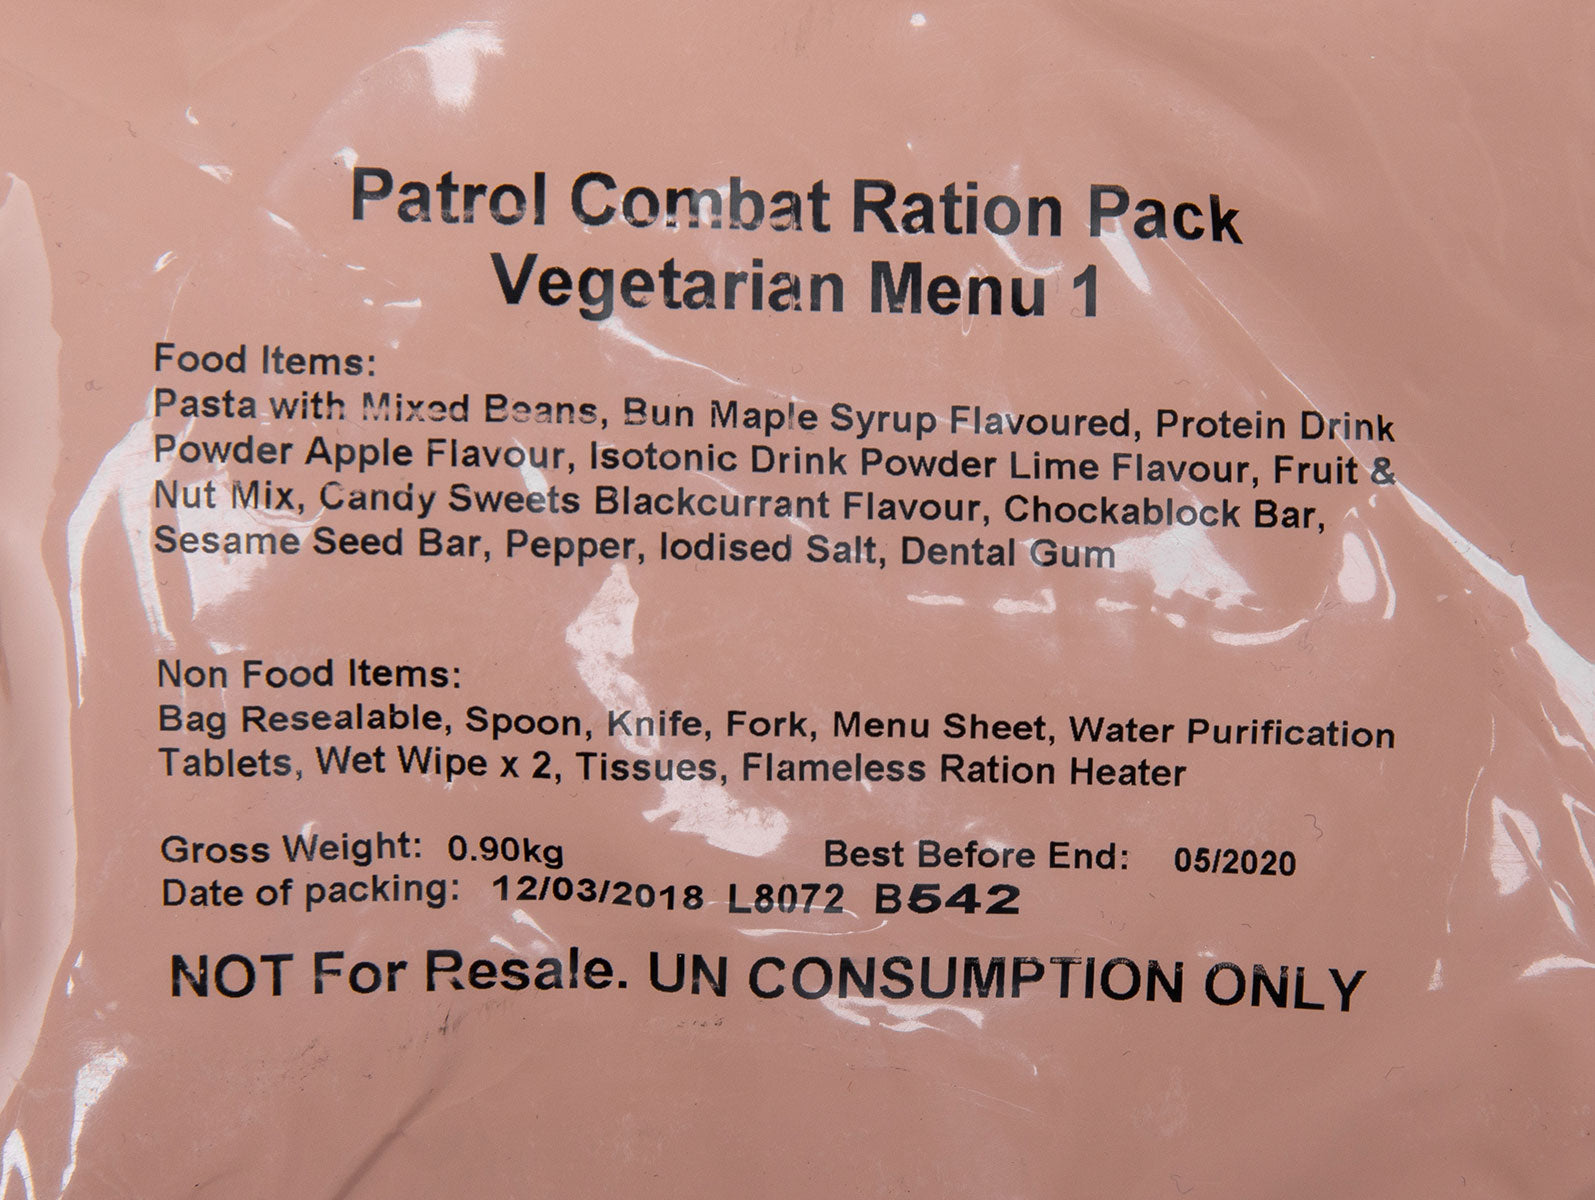 Patrol Combat Ration Pack
Vegetarian Menu 1
Food Items:
Pasta with Mixed Beans, Bun Maple Syrup Flavoured, Protein Drink
Powder Apple Flavour, Isotonic Drink Powder Lime Flavour, Fruit &
Nut Mix, Candy Sweets Blackcurrant Flavour, Chockablock Bar,
Sesame Seed Bar, Pepper, Iodised Salt, Dental Gum
Non Food Items:
Bag Resealable, Spoon, Knife, Fork, Menu Sheet, Water Purification
Tablets, Wet Wipe x 2, Tissues, Flameless Ration Heater
Gross Weight: 0.90kg Best Before End: 05/2020
Date of packing: 12/03/2018 L8072 B542
NOT For Resale. UN CONSUMPTION ONLY